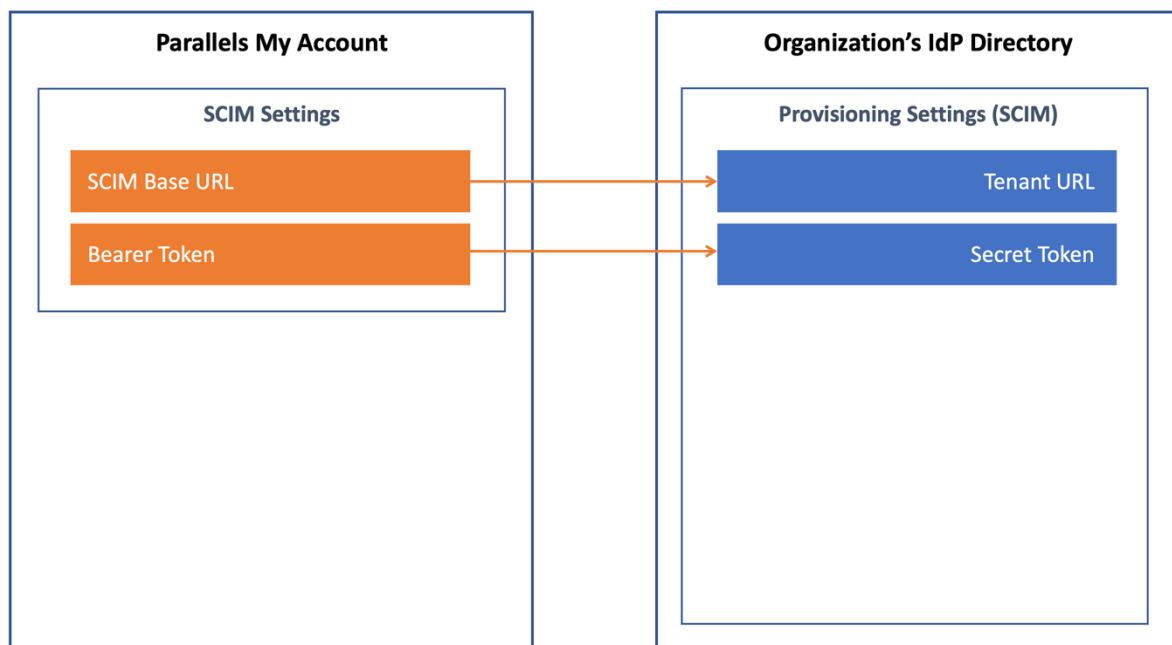 Parallels My Account
SCIM Settings
SCIM Base URL
Bearer Token
Organization’s IdP Directory
Provisioning Settings (SCIM)
Tenant URL
Secret Token